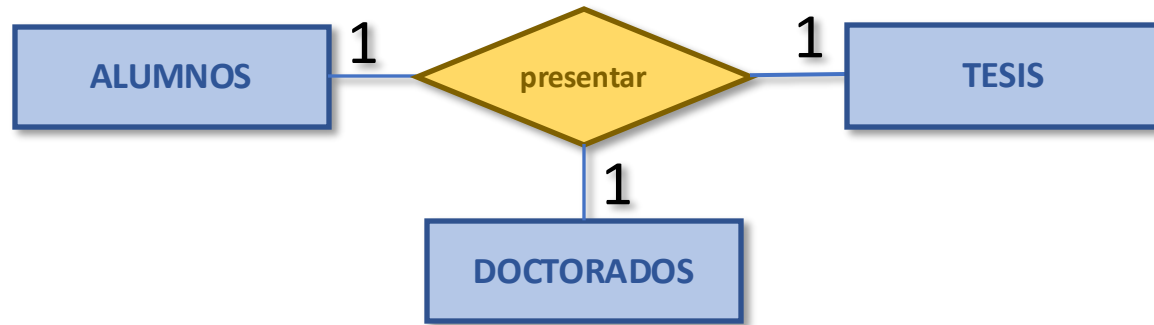 1
1
ALUMNOS
presentar
TESIS
1
DOCTORADOS